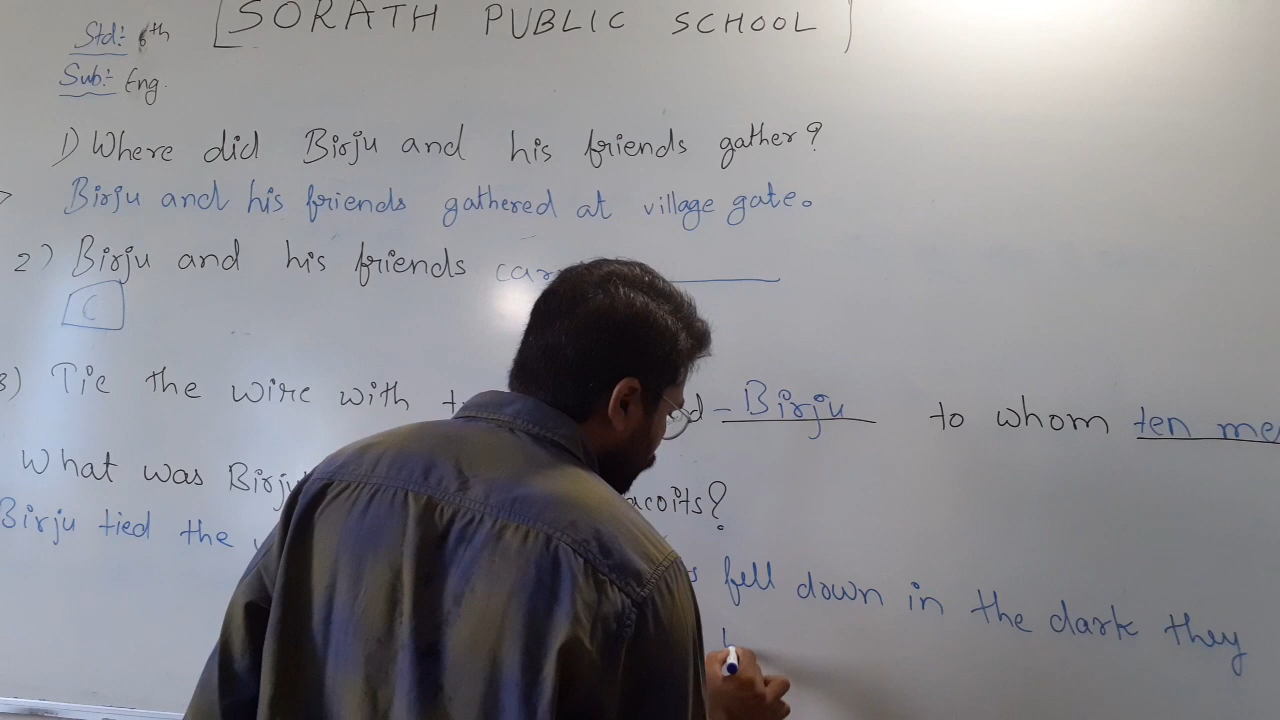 [SORATH PUBLIC SCHOOL]
Std:- 6th
Sub:- Eng.
1) Where did Birju and his friends gather?
Birju and his friends gathered at village gate.
2) Birju and his friends
C
3) Tie the wire with Birju to whom ten me
What was Birju acoits?
Birju tied the
fell down in the dark they